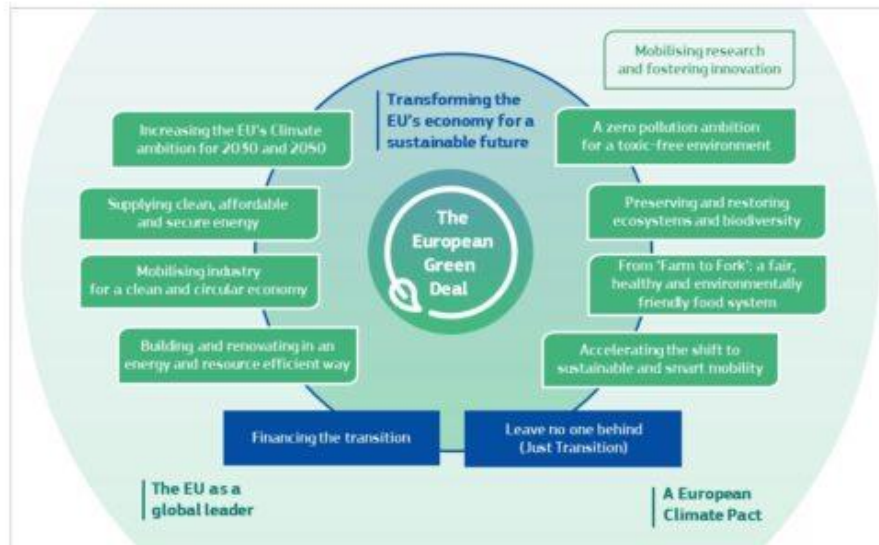 Mobilising research
and fostering innovation
Transforming the
EU's economy for a
sustainable future
Increasing the EU's Climate
ambition for 2030 and 2050
A zero pollution ambition
for a toxic-free environment
Supplying clean, affordable
and secure energy
Preserving and restoring
ecosystems and biodiversity
The
European
Green
Deal
Mobilising industry
for a clean and circular economy
From 'Farm to Fork': a fair,
healthy and environmentally
friendly food system
Building and renovating in an
energy and resource efficient way
Accelerating the shift to
sustainable and smart mobility
Financing the transition
Leave no one behind
(Just Transition)
The EU as a
global leader
A European
Climate Pact